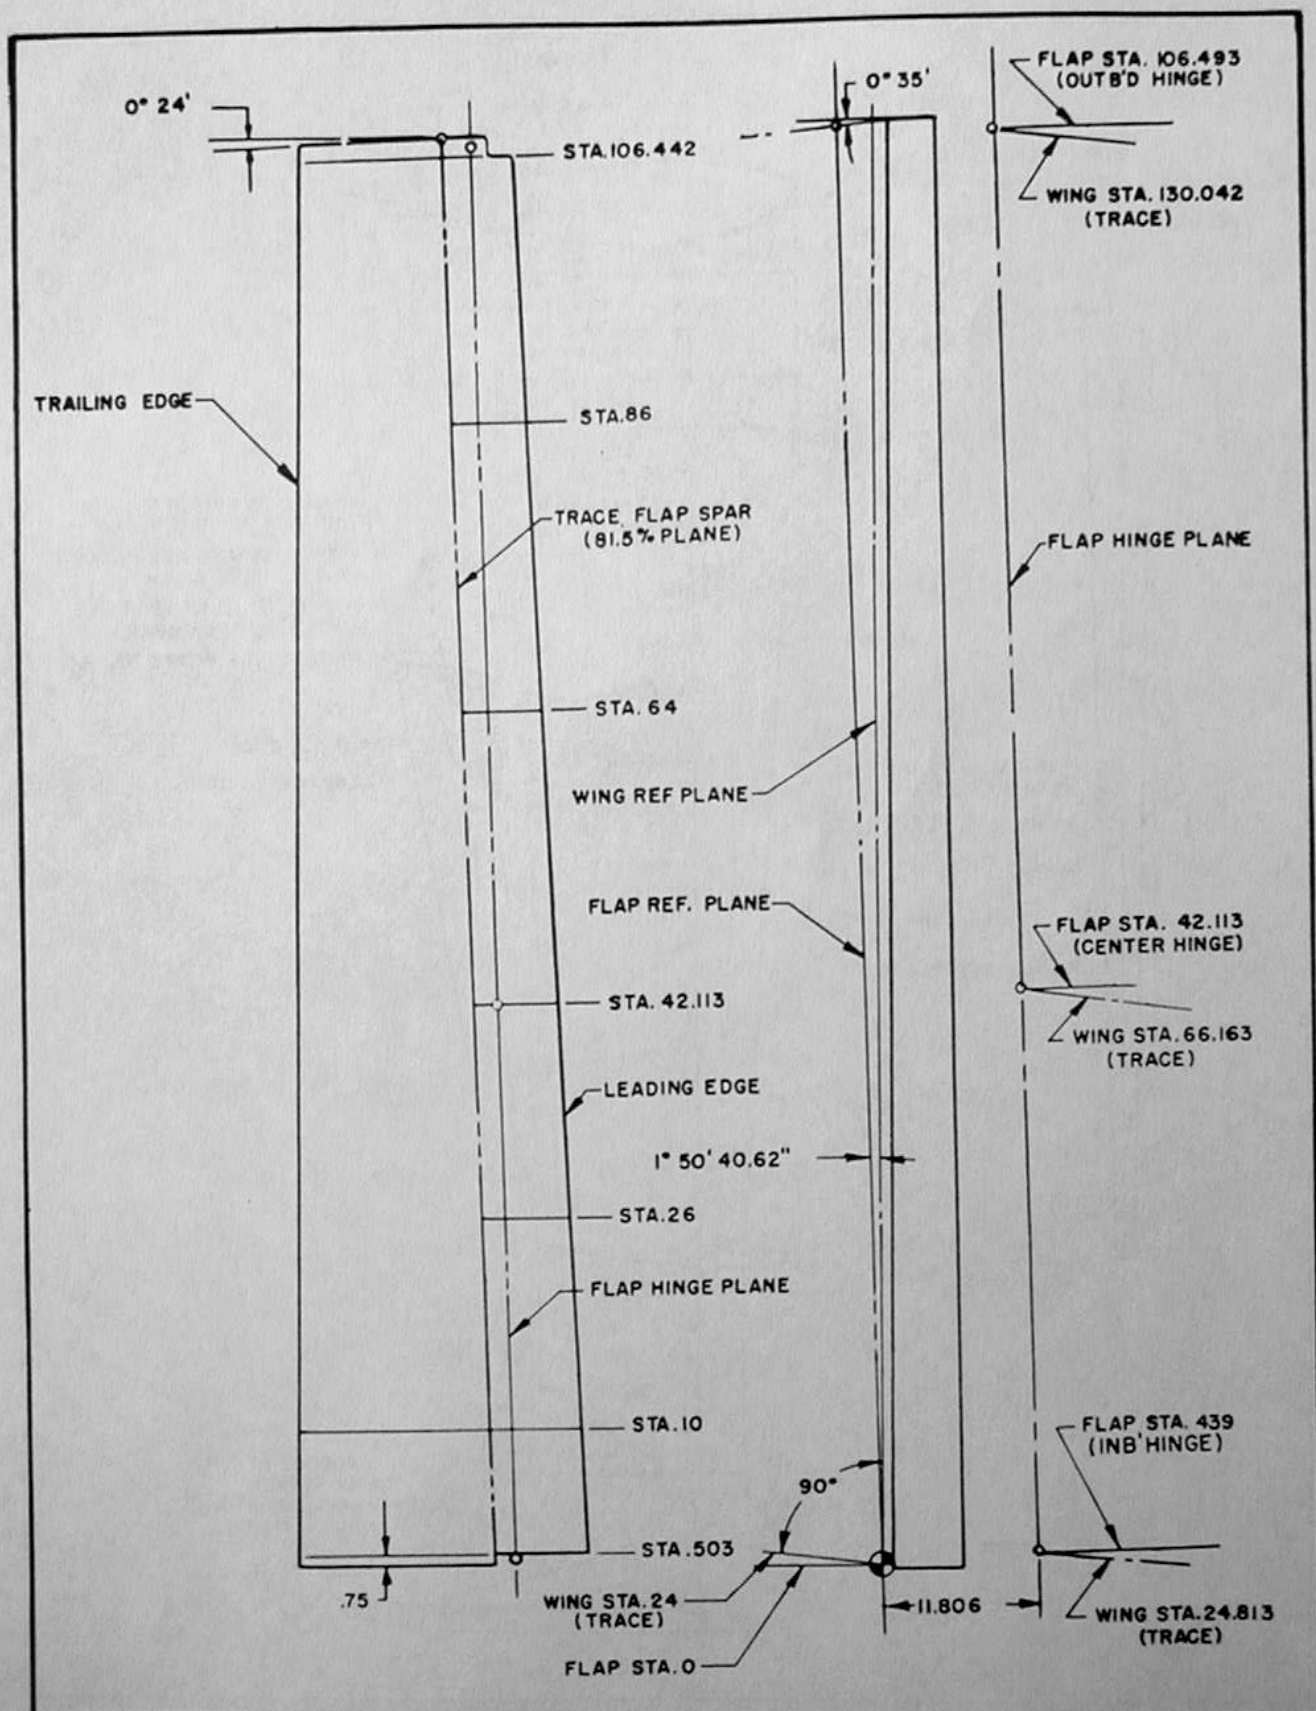 0° 24'
0° 35'
FLAP STA. 106.493
(OUTB'D HINGE)
STA.106.442
WING STA. 130.042
(TRACE)
TRAILING EDGE
STA.86
TRACE, FLAP SPAR
(81.5% PLANE)
FLAP HINGE PLANE
STA. 64
WING REF PLANE
FLAP REF. PLANE
FLAP STA. 42.113
(CENTER HINGE)
STA. 42.113
WING STA. 66.163
(TRACE)
LEADING EDGE
1° 50' 40.62"
STA.26
FLAP HINGE PLANE
STA.10
FLAP STA. 439
(INB' HINGE)
90°
STA.503
.75
WING STA. 24
(TRACE)
11.806
WING STA.24.813
(TRACE)
FLAP STA. 0